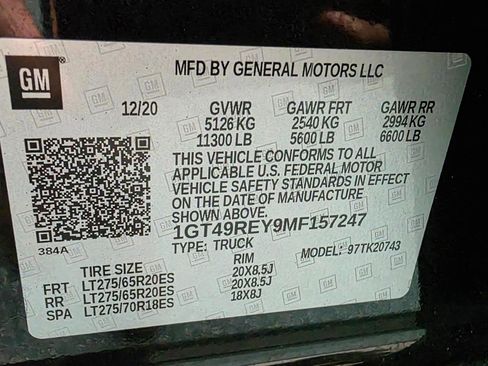 GM
MFD BY GENERAL MOTORS LLC
12/20 GVWR GAWR FRT GAWR RR
5126 KG 2540 KG 2994 KG
11300 LB 5600 LB 6600 LB
THIS VEHICLE CONFORMS TO ALL
APPLICABLE U.S. FEDERAL MOTOR
VEHICLE SAFETY STANDARDS IN EFFECT
ON THE DATE OF MANUFACTURE
SHOWN ABOVE.
384A
1GT49REY9MF157247
TYPE: TRUCK MODEL: 97TK20743
TIRE SIZE RIM
FRT LT275/65R20ES 20X8.5J
RR LT275/65R20ES 20X8.5J
SPA LT275/70R18ES 18X8J